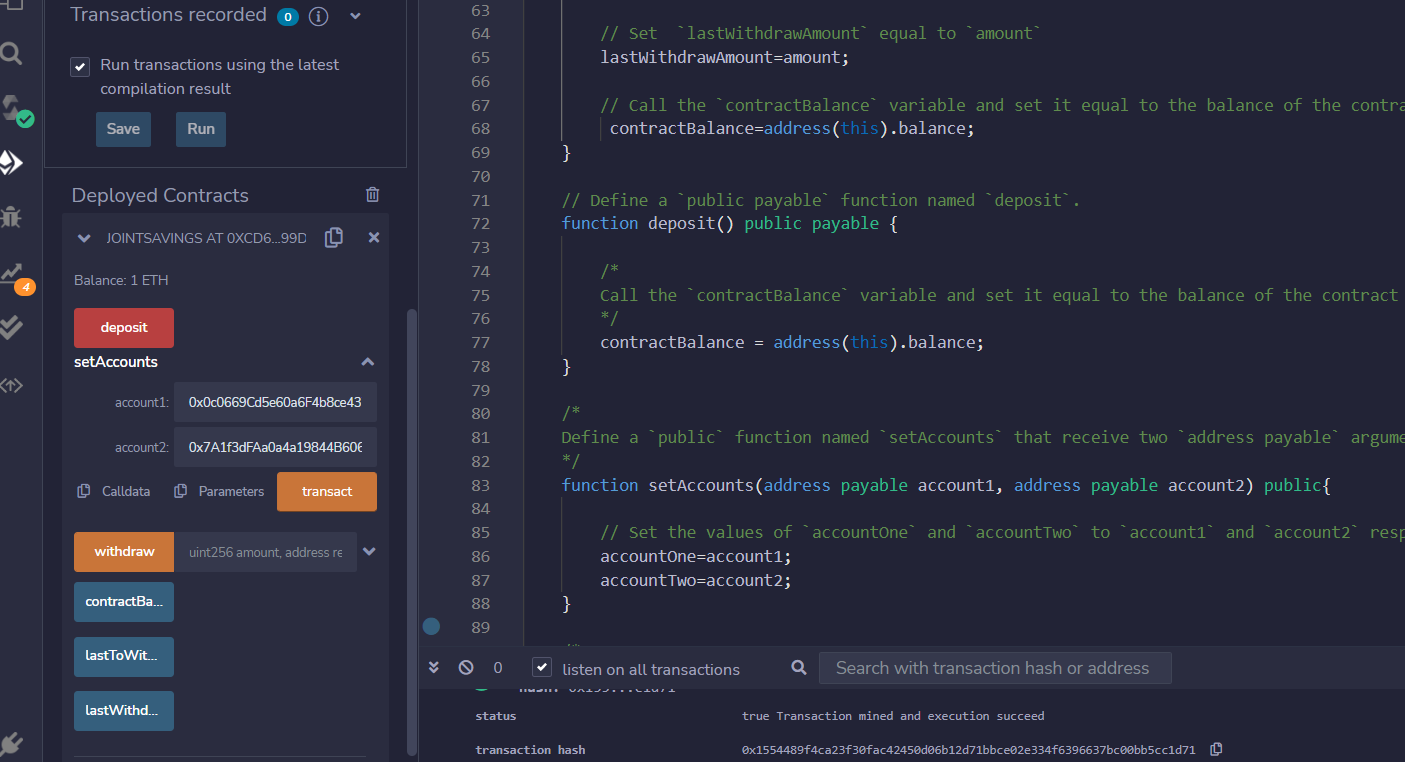 Transactions recorded 0 i
Run transactions using the latest
compilation result
Save Run
Deployed Contracts
JOINTSAVINGS AT 0XCD6...99D
Balance: 1 ETH
deposit
setAccounts
account1: 0x0c0669Cd5e60a6F4b8ce43
account2: 0x7A1f3dFAa0a4a19844B606
Calldata Parameters transact
withdraw uint256 amount, address re
contractBa...
lastToWit...
lastWithd...
4
63
64 // Set  `lastWithdrawAmount` equal to `amount`
65 lastWithdrawAmount=amount;
66
67 // Call the `contractBalance` variable and set it equal to the balance of the contra
68 contractBalance=address(this).balance;
69 }
70
71 // Define a `public payable` function named `deposit`.
72 function deposit() public payable {
73
74 /*
75 Call the `contractBalance` variable and set it equal to the balance of the contract
76 */
77 contractBalance = address(this).balance;
78 }
79
80 /*
81 Define a `public` function named `setAccounts` that receive two `address payable` argume
82 */
83 function setAccounts(address payable account1, address payable account2) public{
84
85 // Set the values of `accountOne` and `accountTwo` to `account1` and `account2` resp
86 accountOne=account1;
87 accountTwo=account2;
88 }
89
0 listen on all transactions Search with transaction hash or address
status true Transaction mined and execution succeed
transaction hash 0x1554489f4ca23f30fac42450d06b12d71bbce02e334f6396637bc00bb5cc1d71